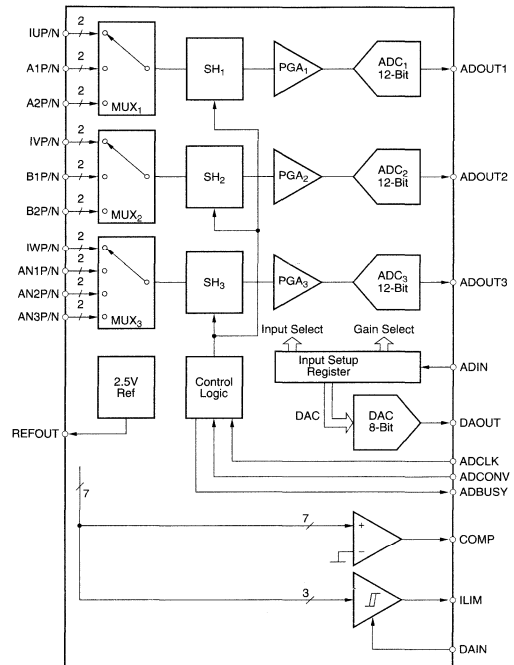 IUP/N 2
A1P/N 2
A2P/N 2
MUX1
SH1
PGA1
ADC1
12-Bit
ADOUT1
IVP/N 2
B1P/N 2
B2P/N 2
MUX2
SH2
PGA2
ADC2
12-Bit
ADOUT2
IWP/N 2
AN1P/N 2
AN2P/N 2
AN3P/N 2
MUX3
SH3
PGA3
ADC3
12-Bit
ADOUT3
Input Select
Gain Select
2.5V
Ref
Control
Logic
Input Setup
Register
ADIN
DAC
DAC
8-Bit
DAOUT
REFOUT
ADCLK
ADCONV
ADBUSY
7
7
+
−
COMP
3
ILIM
DAIN